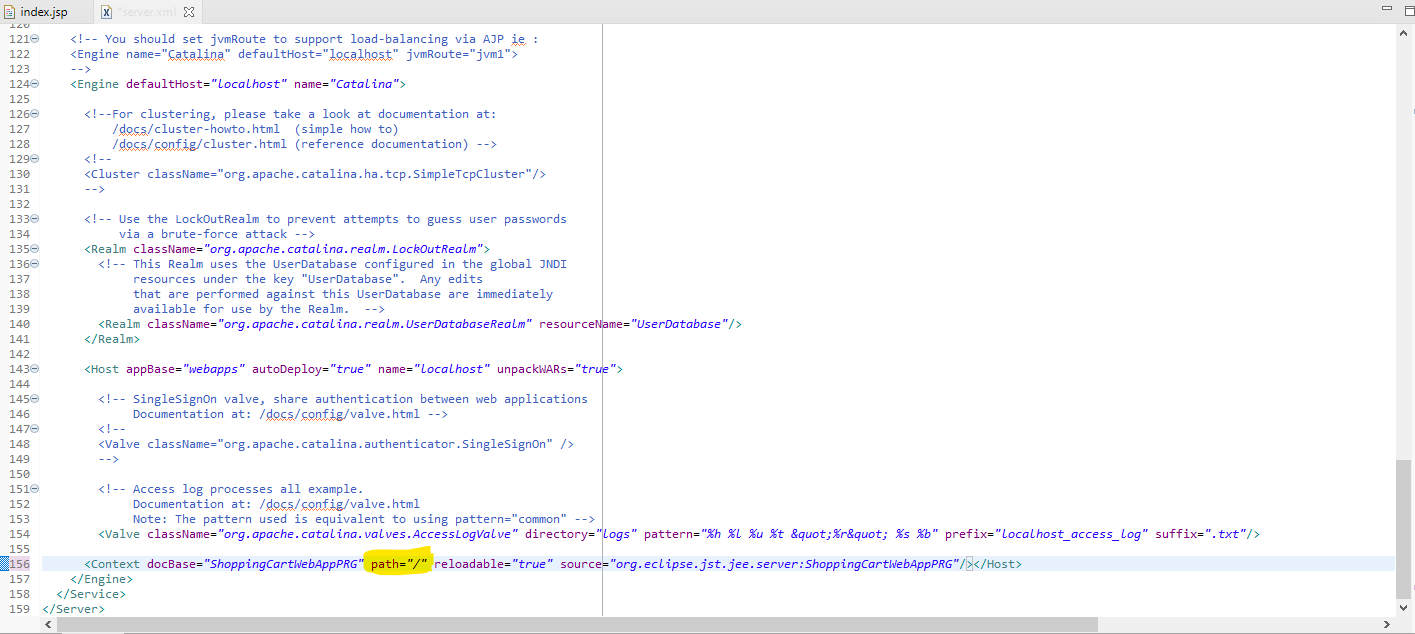 index.jsp *server.xml
120
121 <!-- You should set jvmRoute to support load-balancing via AJP ie :
122 <Engine name="Catalina" defaultHost="localhost" jvmRoute="jvm1">
123 -->
124 <Engine defaultHost="localhost" name="Catalina">
125
126 <!--For clustering, please take a look at documentation at:
127 /docs/cluster-howto.html  (simple how to)
128 /docs/config/cluster.html (reference documentation) -->
129 <!--
130 <Cluster className="org.apache.catalina.ha.tcp.SimpleTcpCluster"/>
131 -->
132
133 <!-- Use the LockOutRealm to prevent attempts to guess user passwords
134 via a brute-force attack -->
135 <Realm className="org.apache.catalina.realm.LockOutRealm">
136 <!-- This Realm uses the UserDatabase configured in the global JNDI
137 resources under the key "UserDatabase".  Any edits
138 that are performed against this UserDatabase are immediately
139 available for use by the Realm.  -->
140 <Realm className="org.apache.catalina.realm.UserDatabaseRealm" resourceName="UserDatabase"/>
141 </Realm>
142
143 <Host appBase="webapps" autoDeploy="true" name="localhost" unpackWARs="true">
144
145 <!-- SingleSignOn valve, share authentication between web applications
146 Documentation at: /docs/config/valve.html -->
147 <!--
148 <Valve className="org.apache.catalina.authenticator.SingleSignOn" />
149 -->
150
151 <!-- Access log processes all example.
152 Documentation at: /docs/config/valve.html
153 Note: The pattern used is equivalent to using pattern="common" -->
154 <Valve className="org.apache.catalina.valves.AccessLogValve" directory="logs" pattern="%h %l %u %t &quot;%r&quot; %s %b" prefix="localhost_access_log" suffix=".txt"/>
155
156 <Context docBase="ShoppingCartWebAppPRG" path="/" reloadable="true" source="org.eclipse.jst.jee.server:ShoppingCartWebAppPRG"/></Host>
157 </Engine>
158 </Service>
159 </Server>